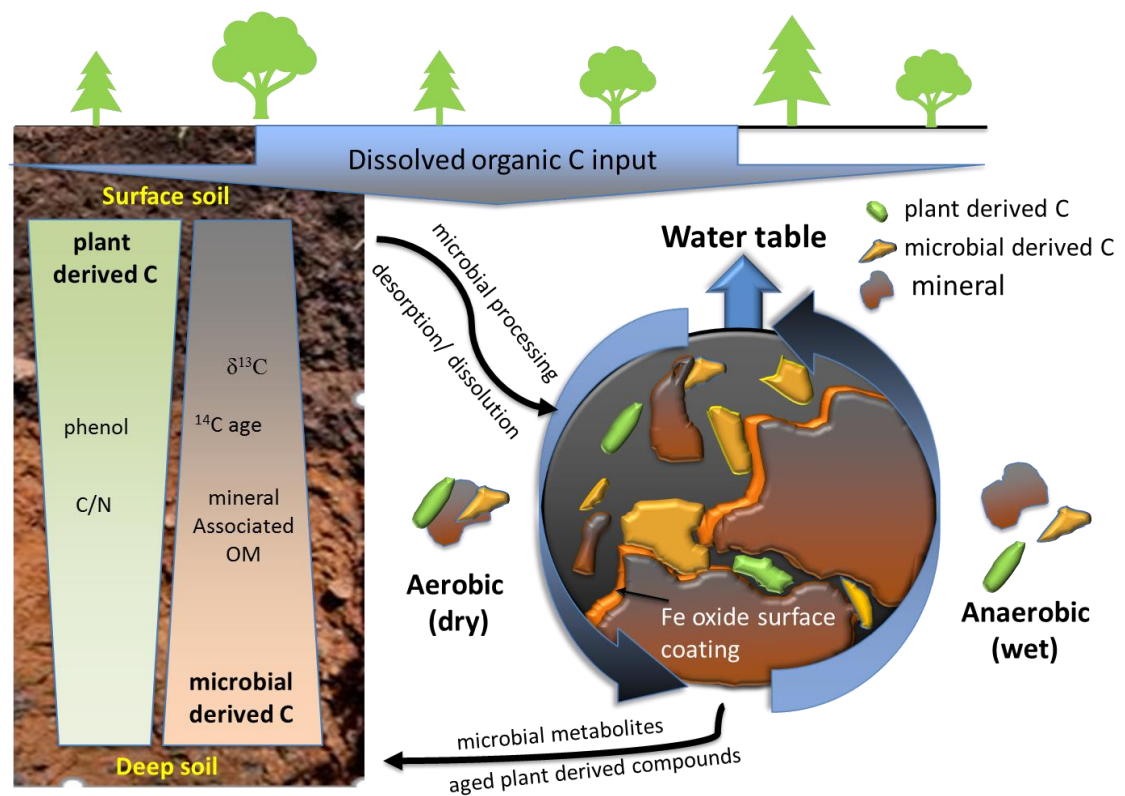 Dissolved organic C input
Surface soil
plant
derived C
phenol
C/N
δ¹³C
¹⁴C age
mineral
Associated
OM
microbial
derived C
Deep soil
microbial processing
desorption/ dissolution
Water table
plant derived C
microbial derived C
mineral
Aerobic
(dry)
Fe oxide surface
coating
Anaerobic
(wet)
microbial metabolites
aged plant derived compounds